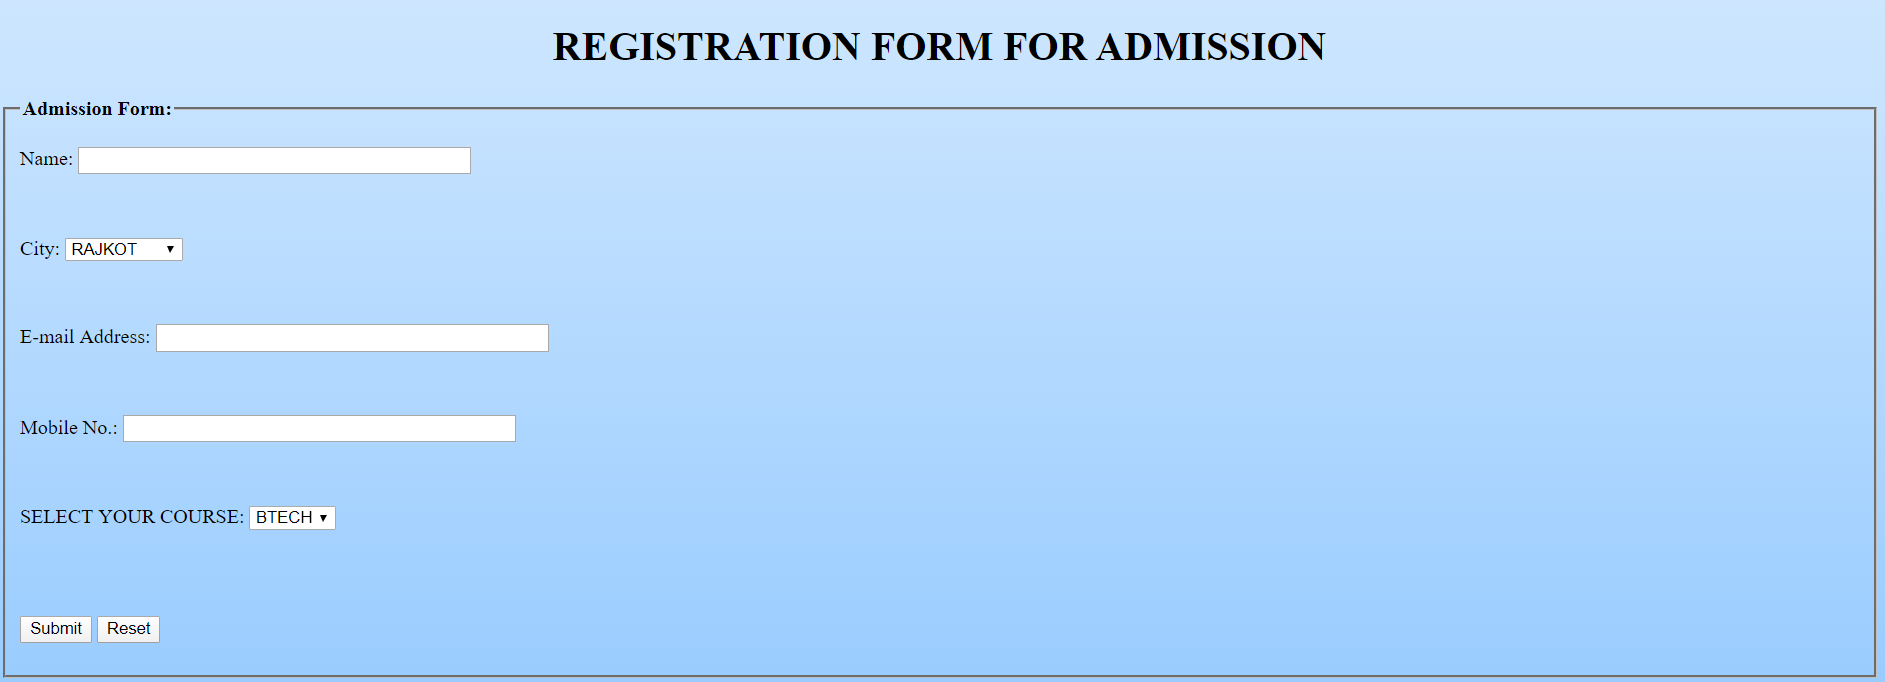 REGISTRATION FORM FOR ADMISSION
Admission Form:
Name:
City: RAJKOT
E-mail Address:
Mobile No.:
SELECT YOUR COURSE: BTECH
Submit Reset